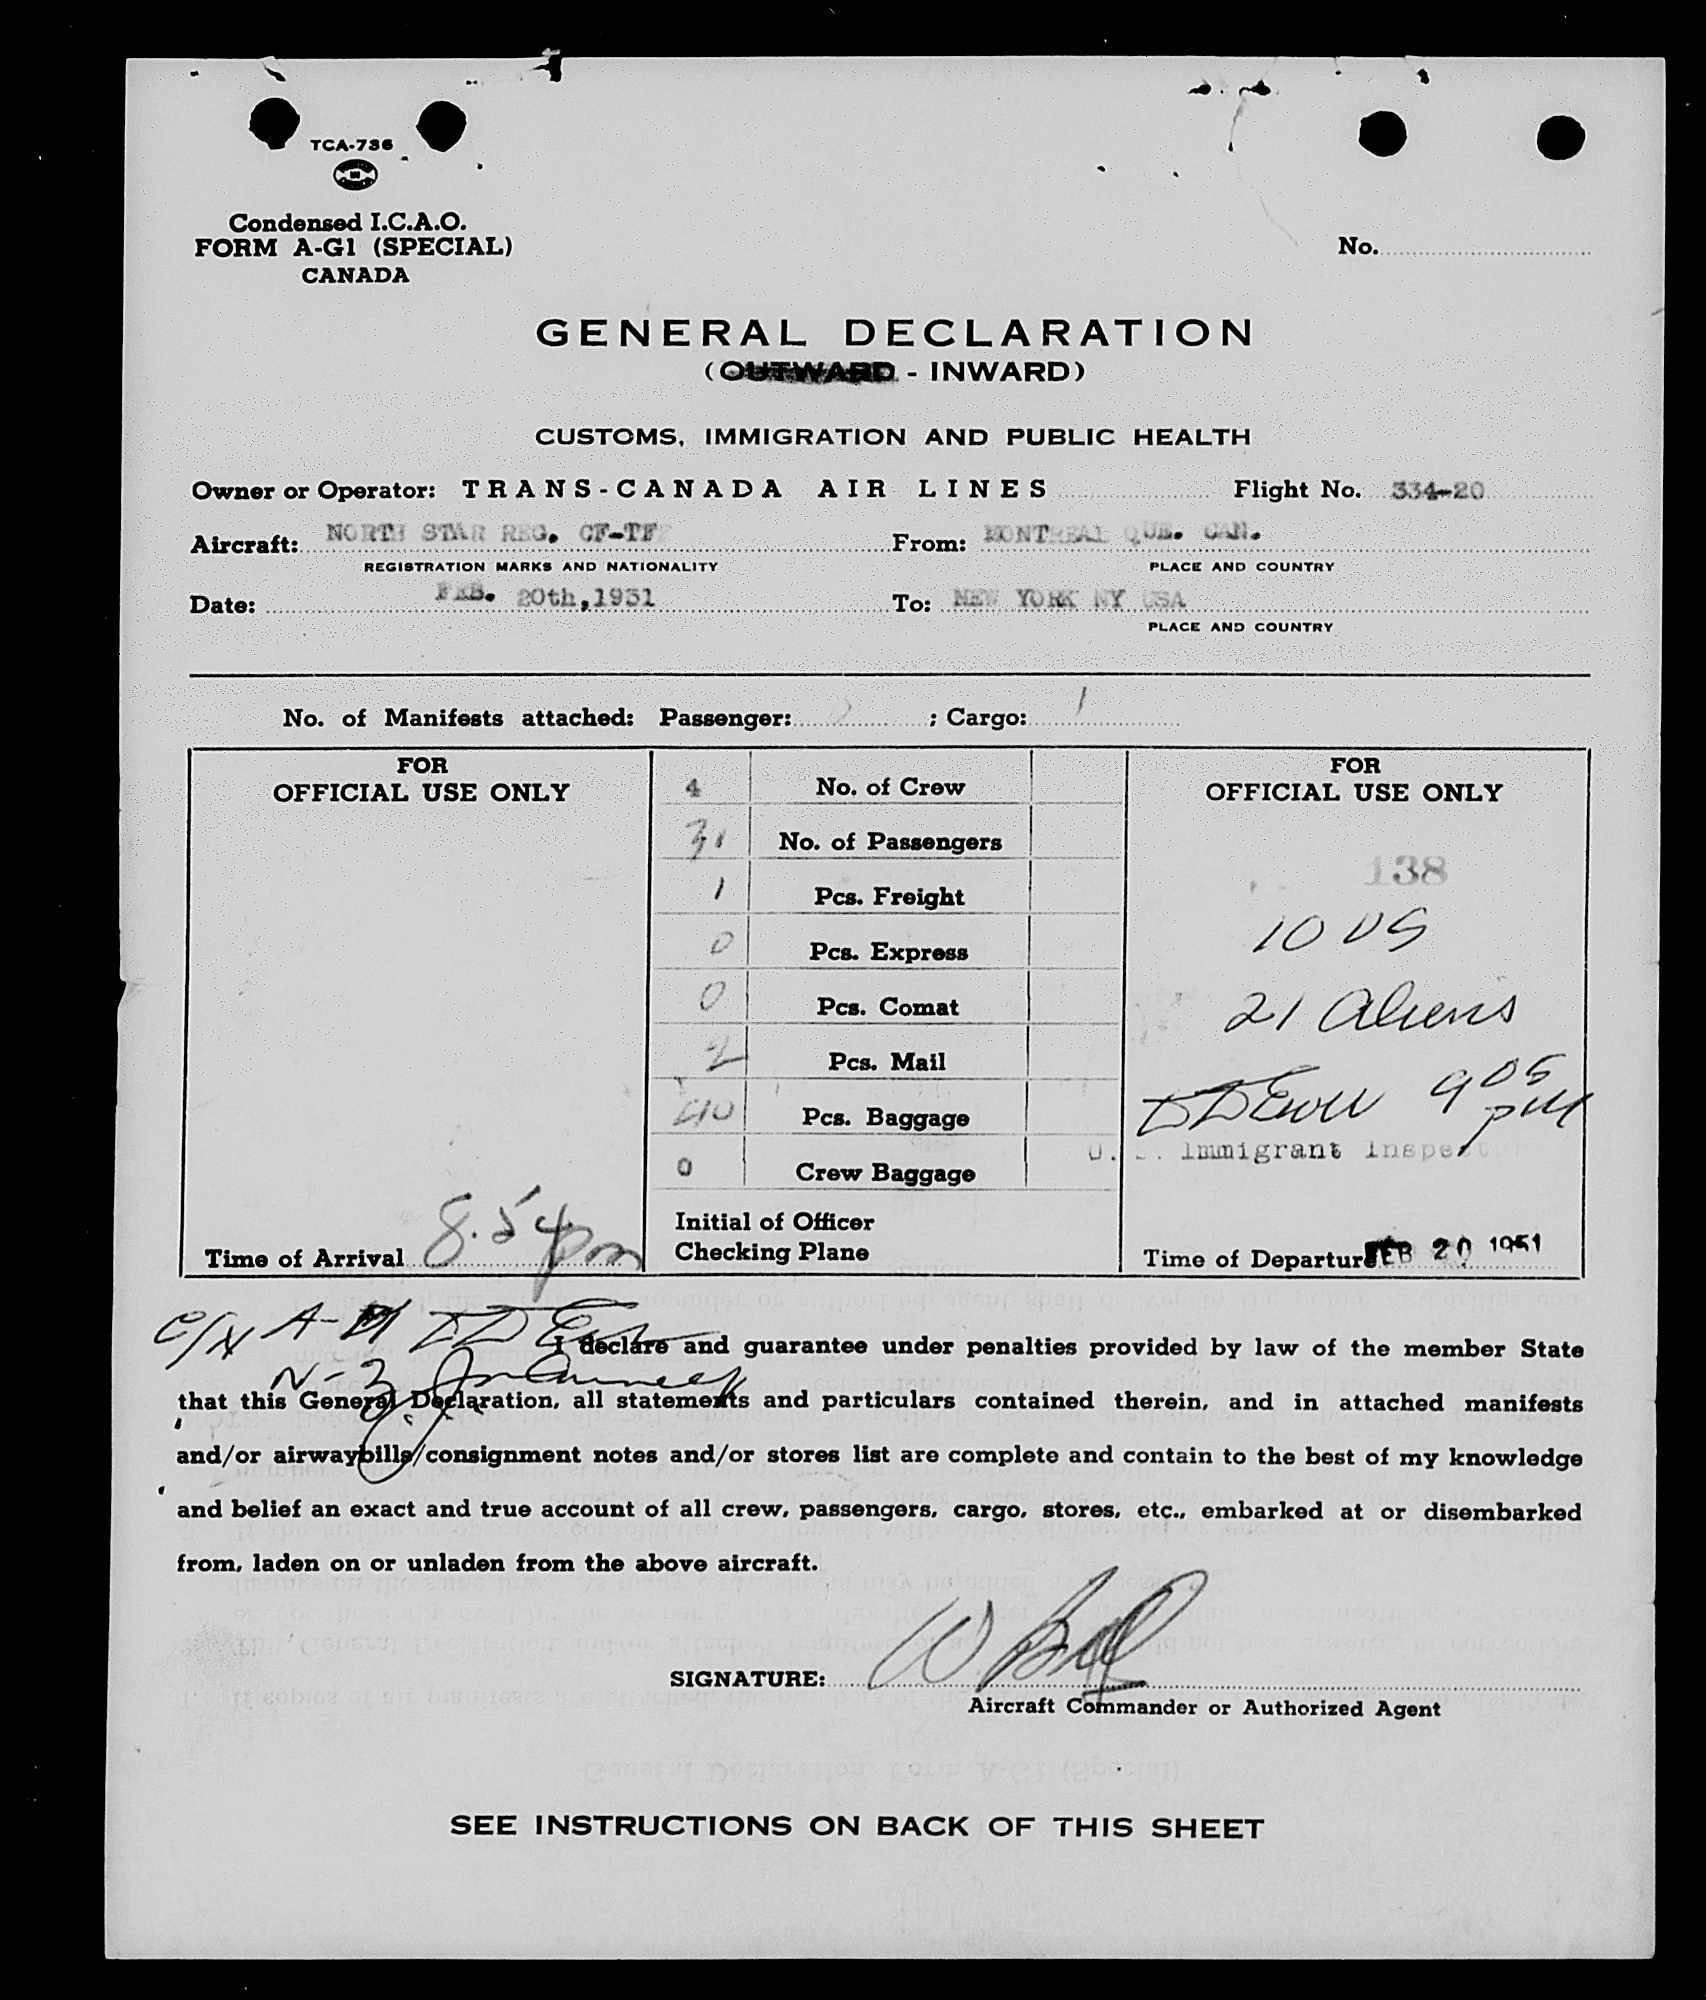 TCA-736
Condensed I.C.A.O.
FORM A-G1 (SPECIAL)
CANADA
No.
GENERAL DECLARATION
(OUTWARD - INWARD)
CUSTOMS, IMMIGRATION AND PUBLIC HEALTH
Owner or Operator: TRANS-CANADA AIR LINES Flight No. 334-20
Aircraft: NORTH STAR REG. CF-TF From: MONTREAL QUE. CAN.
REGISTRATION MARKS AND NATIONALITY PLACE AND COUNTRY
Date: FEB. 20th,1951 To: NEW YORK NY USA
PLACE AND COUNTRY
No. of Manifests attached: Passenger: ; Cargo: 1
FOR
OFFICIAL USE ONLY
Time of Arrival 8.54pm
4 No. of Crew
31 No. of Passengers
1 Pcs. Freight
0 Pcs. Express
0 Pcs. Comat
2 Pcs. Mail
40 Pcs. Baggage
0 Crew Baggage
Initial of Officer
Checking Plane
FOR
OFFICIAL USE ONLY
138
10 US
21 Aliens
905 pm
U.S. Immigrant Inspector
Time of Departure FEB 20 1951
A-
N-3
I declare and guarantee under penalties provided by law of the member State
that this General Declaration, all statements and particulars contained therein, and in attached manifests
and/or airwaybills/consignment notes and/or stores list are complete and contain to the best of my knowledge
and belief an exact and true account of all crew, passengers, cargo, stores, etc., embarked at or disembarked
from, laden on or unladen from the above aircraft.
SIGNATURE: W.
Aircraft Commander or Authorized Agent
General Declaration Form A-G1 (Special)
SEE INSTRUCTIONS ON BACK OF THIS SHEET